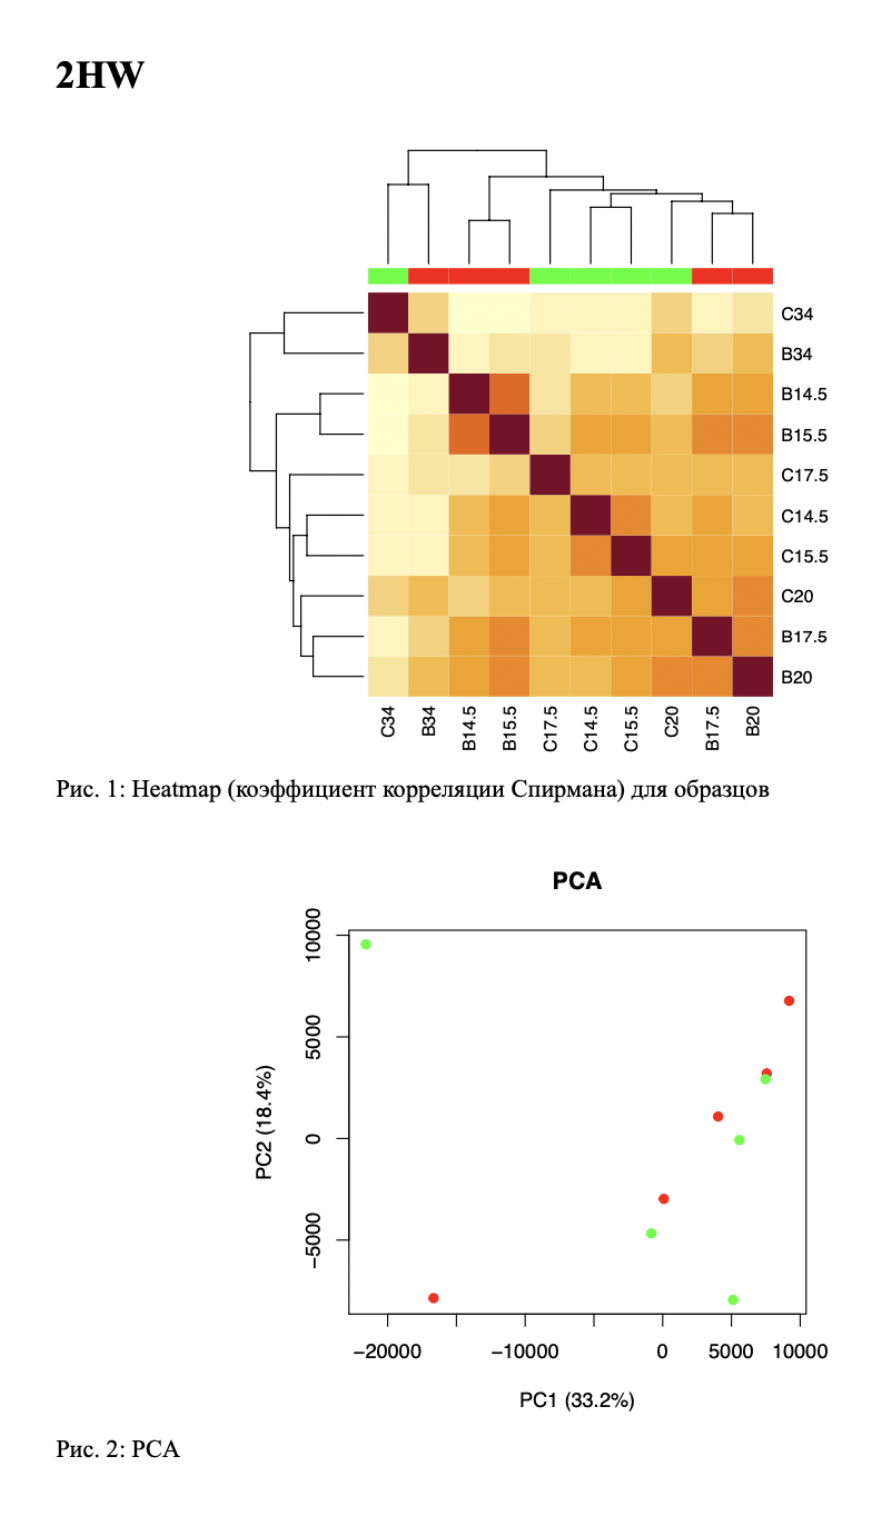 2HW
C34
B34
B14.5
B15.5
C17.5
C14.5
C15.5
C20
B17.5
B20
C34 B34 B14.5 B15.5 C17.5 C14.5 C15.5 C20 B17.5 B20
Рис. 1: Heatmap (коэффициент корреляции Спирмана) для образцов
PCA
10000
5000
0
−5000
PC2 (18.4%)
−20000 −10000 0 5000 10000
PC1 (33.2%)
Рис. 2: PCA